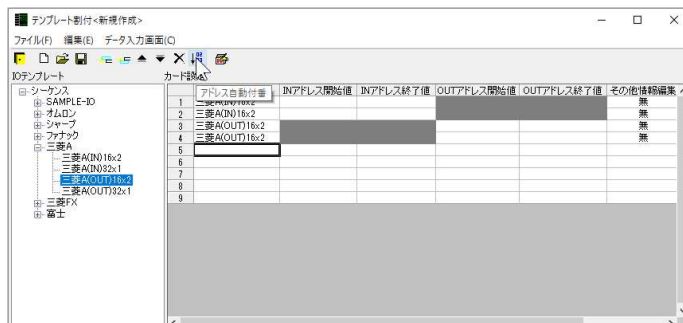 テンプレート割付<新規作成>
ファイル(F) 編集(E) データ入力画面(C)
IOテンプレート
カード説明
アドレス自動付番
INアドレス開始値 INアドレス終了値 OUTアドレス開始値 OUTアドレス終了値 その他情報編集
シーケンス
SAMPLE-IO
オムロン
シャープ
ファナック
三菱A
三菱A(IN)16x2
三菱A(IN)32x1
三菱A(OUT)16x2
三菱A(OUT)32x1
三菱FX
富士
1 三菱A(IN)16x2 無
2 三菱A(IN)16x2 無
3 三菱A(OUT)16x2 無
4 三菱A(OUT)16x2 無
5
6
7
8
9